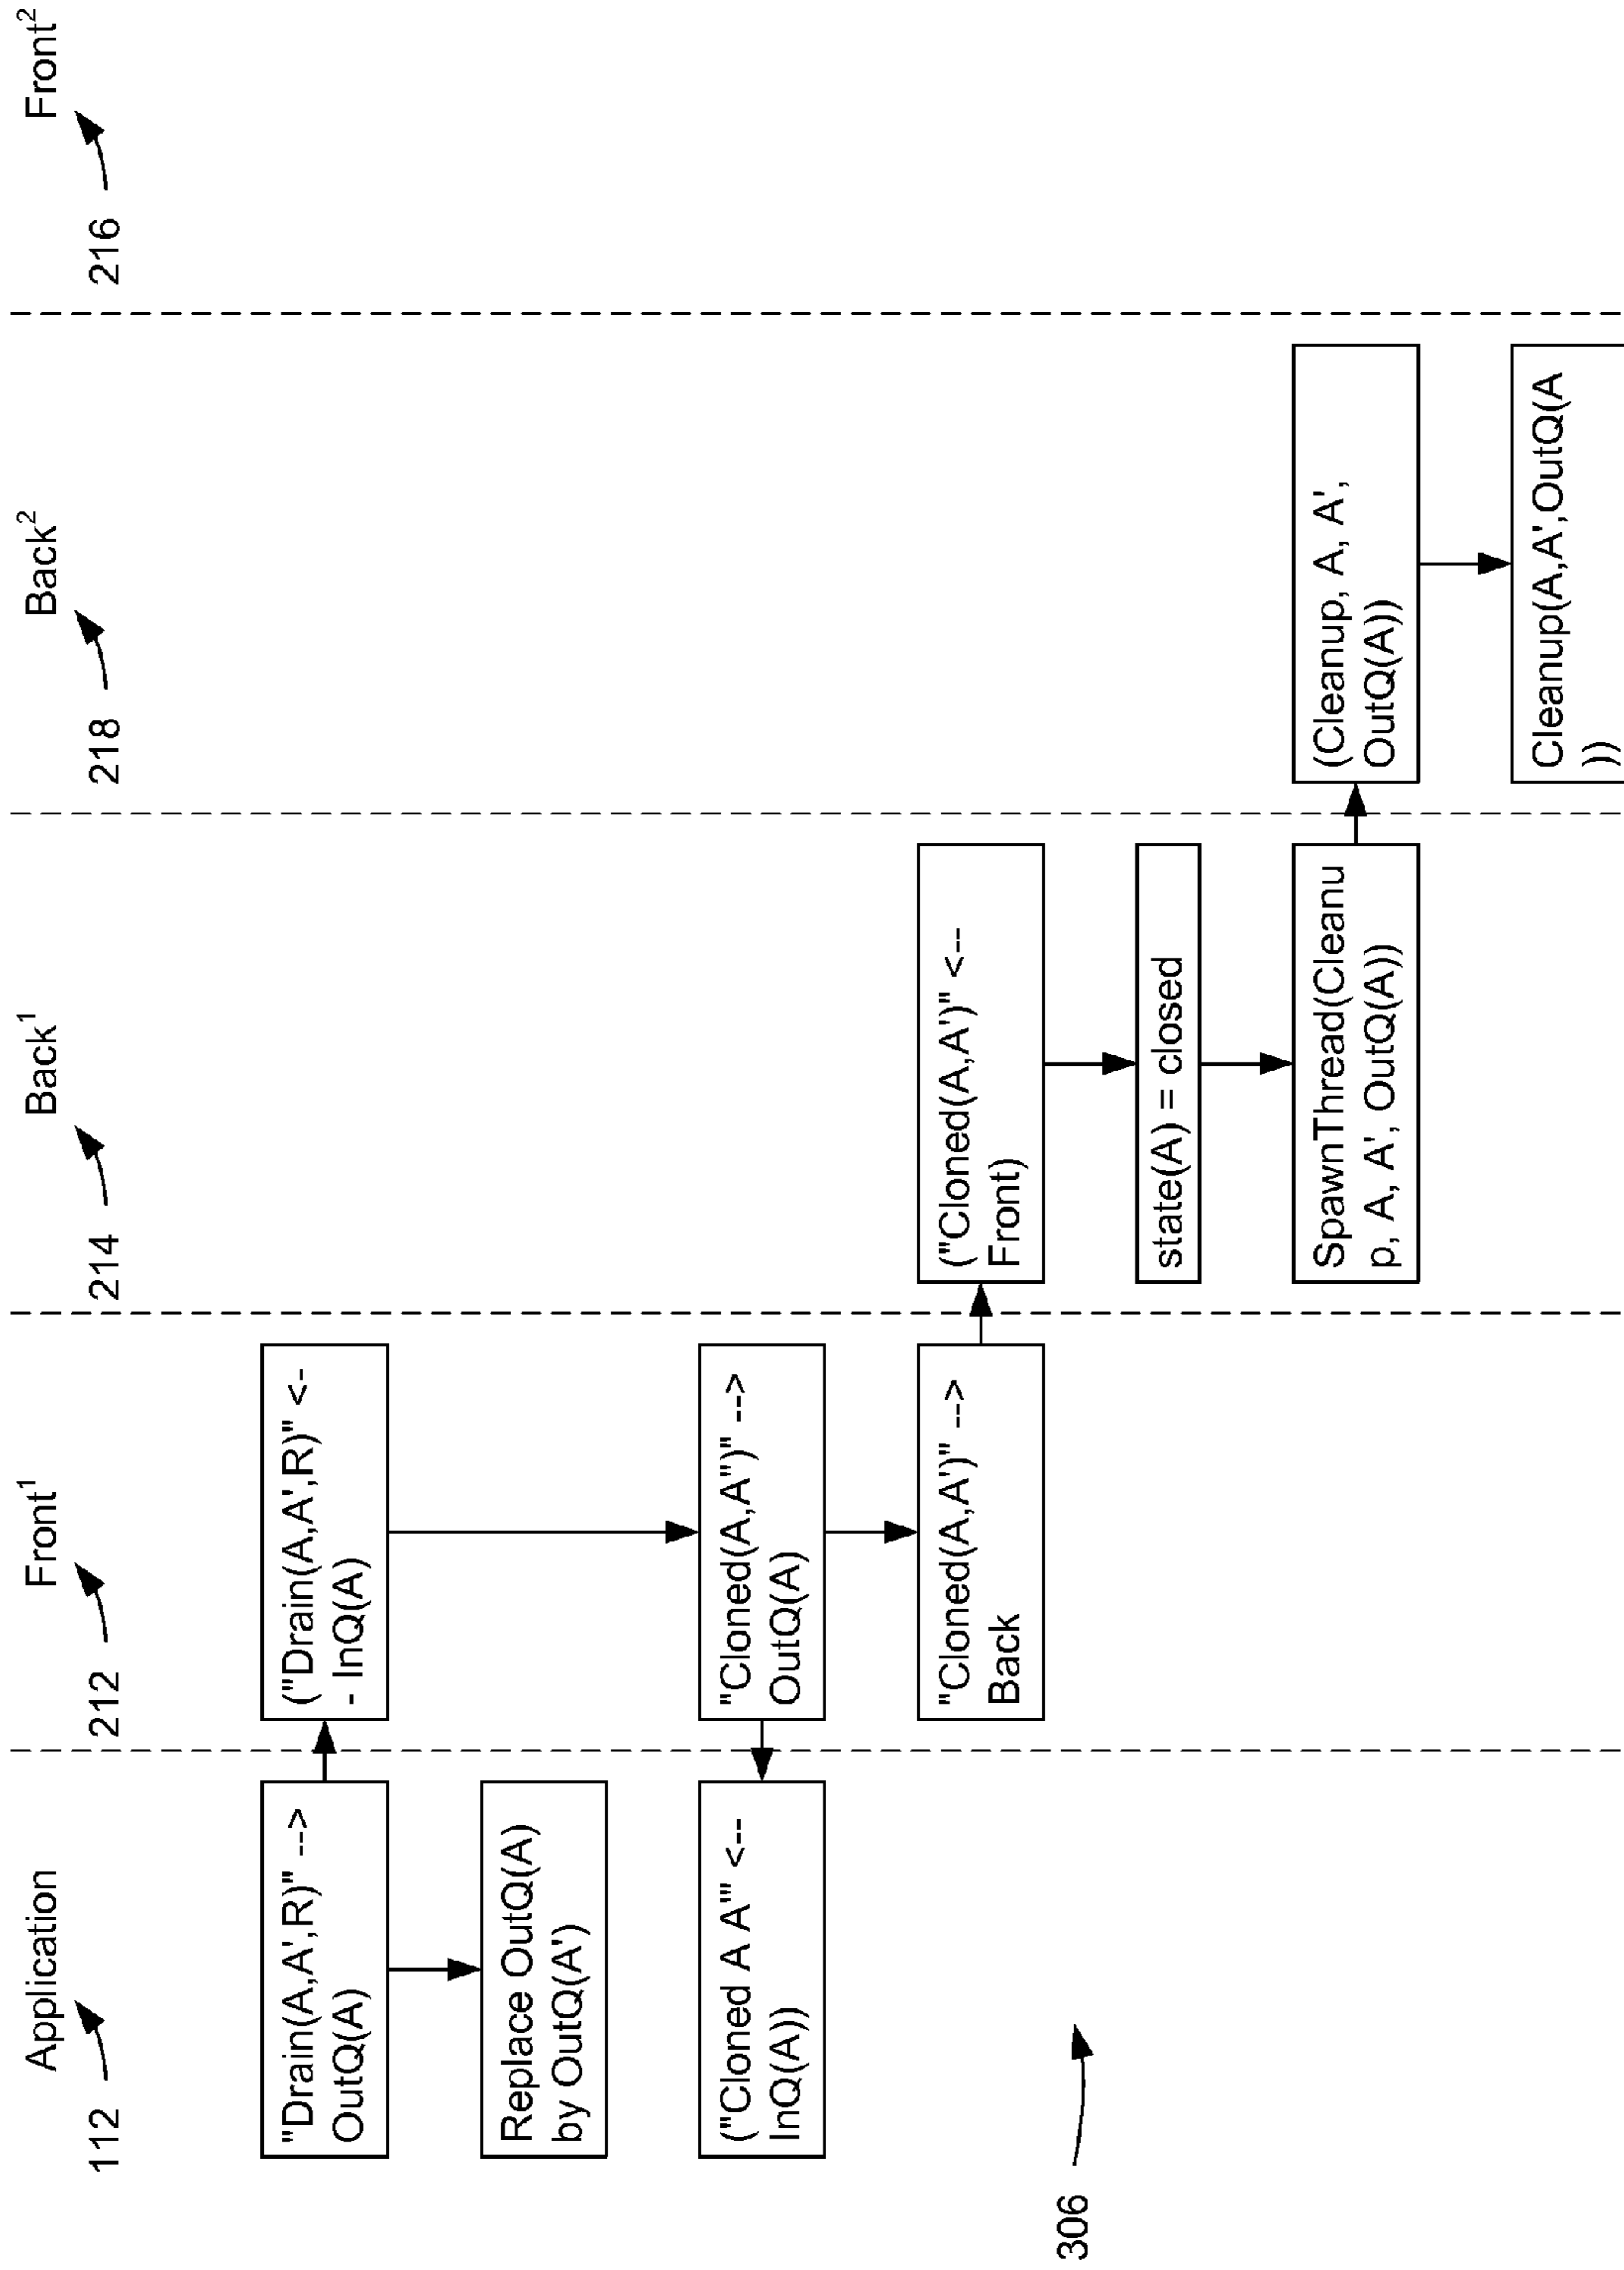 Application
112
Front1
212
Back1
214
Back2
218
Front2
216
"Drain(A,A',R)" -->
OutQ(A)
("Drain(A,A',R)" <-
- InQ(A)
Replace OutQ(A)
by OutQ(A')
("Cloned A A'" <--
InQ(A))
"Cloned(A,A")" -->
OutQ(A)
"Cloned(A,A')" -->
Back
("Cloned(A,A')" <--
Front)
state(A) = closed
SpawnThread(Cleanu
p, A, A', OutQ(A))
(Cleanup, A, A',
OutQ(A))
Cleanup(A,A',OutQ(A
))
306